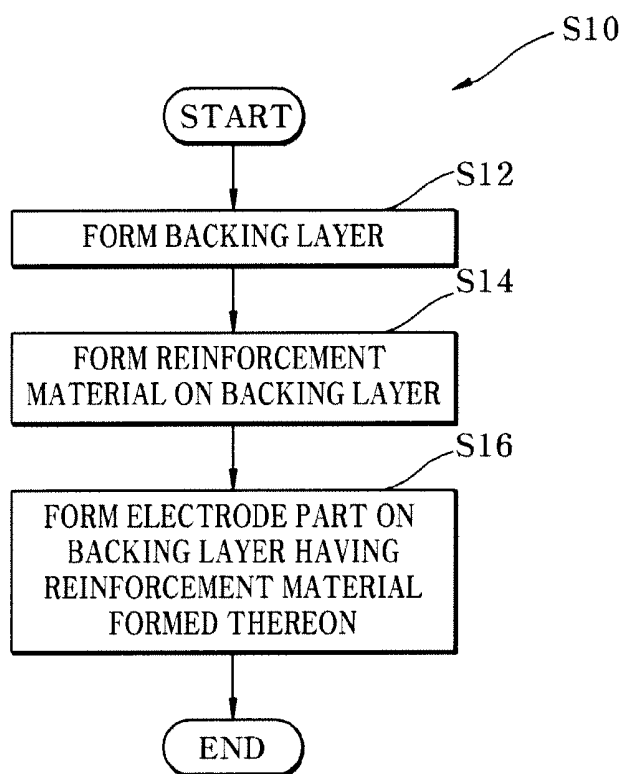 S10
START
S12
FORM BACKING LAYER
S14
FORM REINFORCEMENT
MATERIAL ON BACKING LAYER
S16
FORM ELECTRODE PART ON
BACKING LAYER HAVING
REINFORCEMENT MATERIAL
FORMED THEREON
END